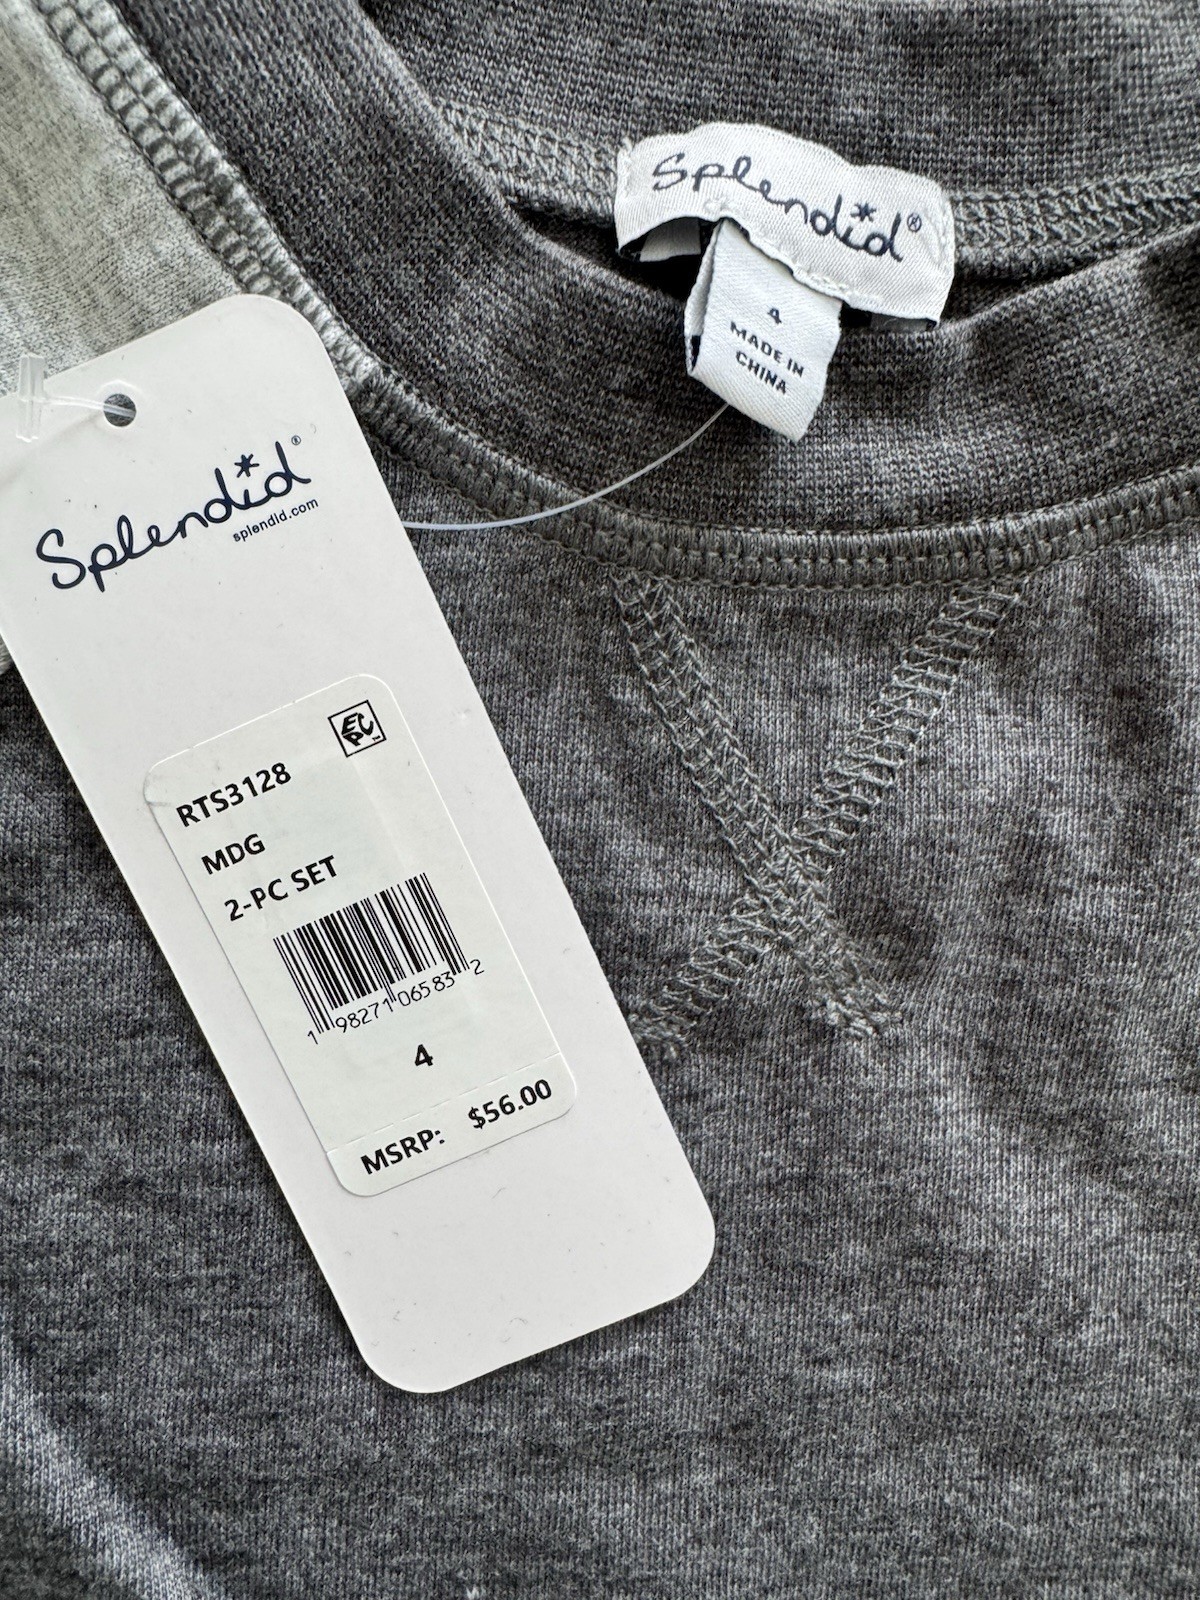 Splendid®
4
MADE IN
CHINA
Splendid®
splendid.com
EPC™
RTS3128
MDG
2-PC SET
1 98271 06583 2
4
MSRP: $56.00